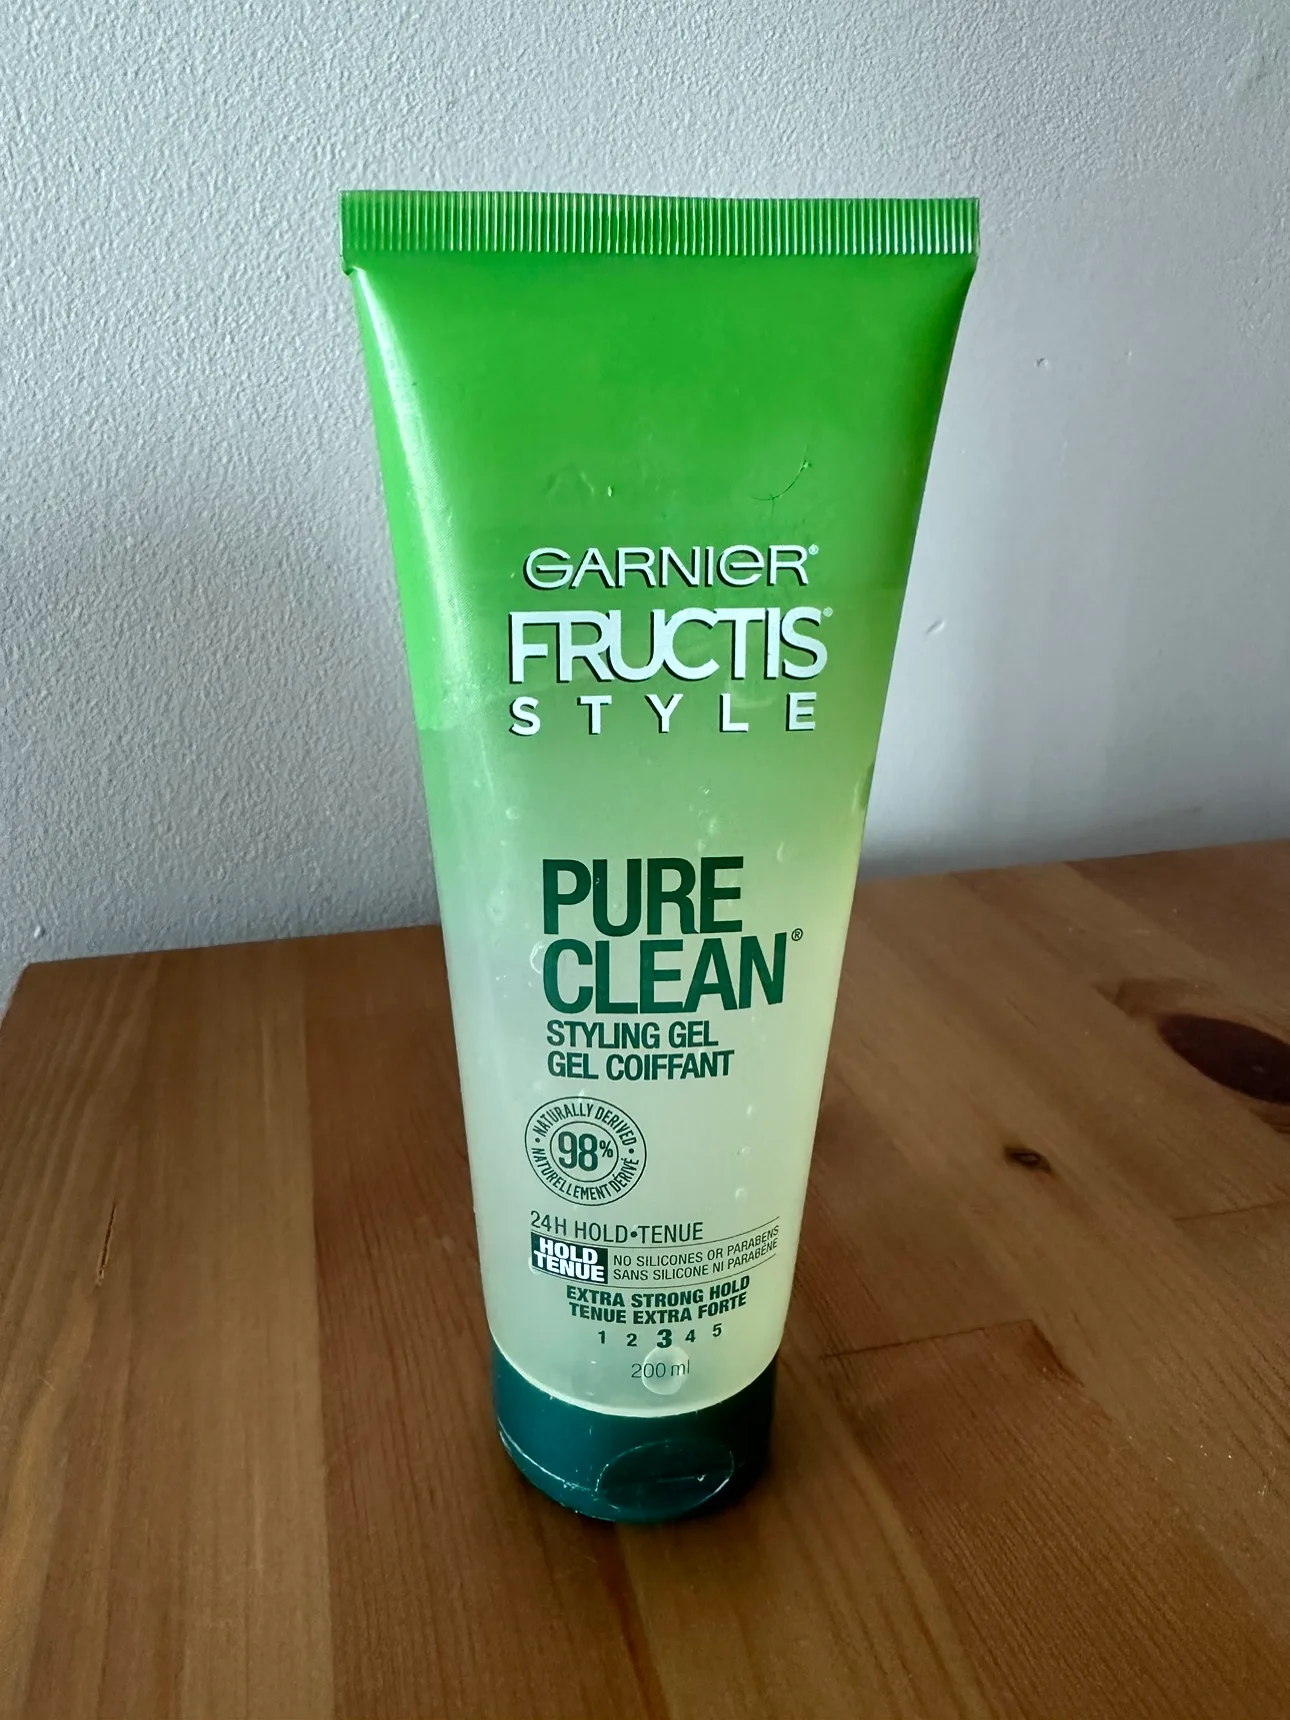 GARNIER®
FRUCTIS®
STYLE
PURE
CLEAN®
STYLING GEL
GEL COIFFANT
• NATURALLY DERIVED •
98%
NATURELLEMENT DÉRIVÉ
24H HOLD•TENUE
HOLD
TENUE
NO SILICONES OR PARABENS
SANS SILICONE NI PARABÈNE
EXTRA STRONG HOLD
TENUE EXTRA FORTE
1 2 3 4 5
200 ml